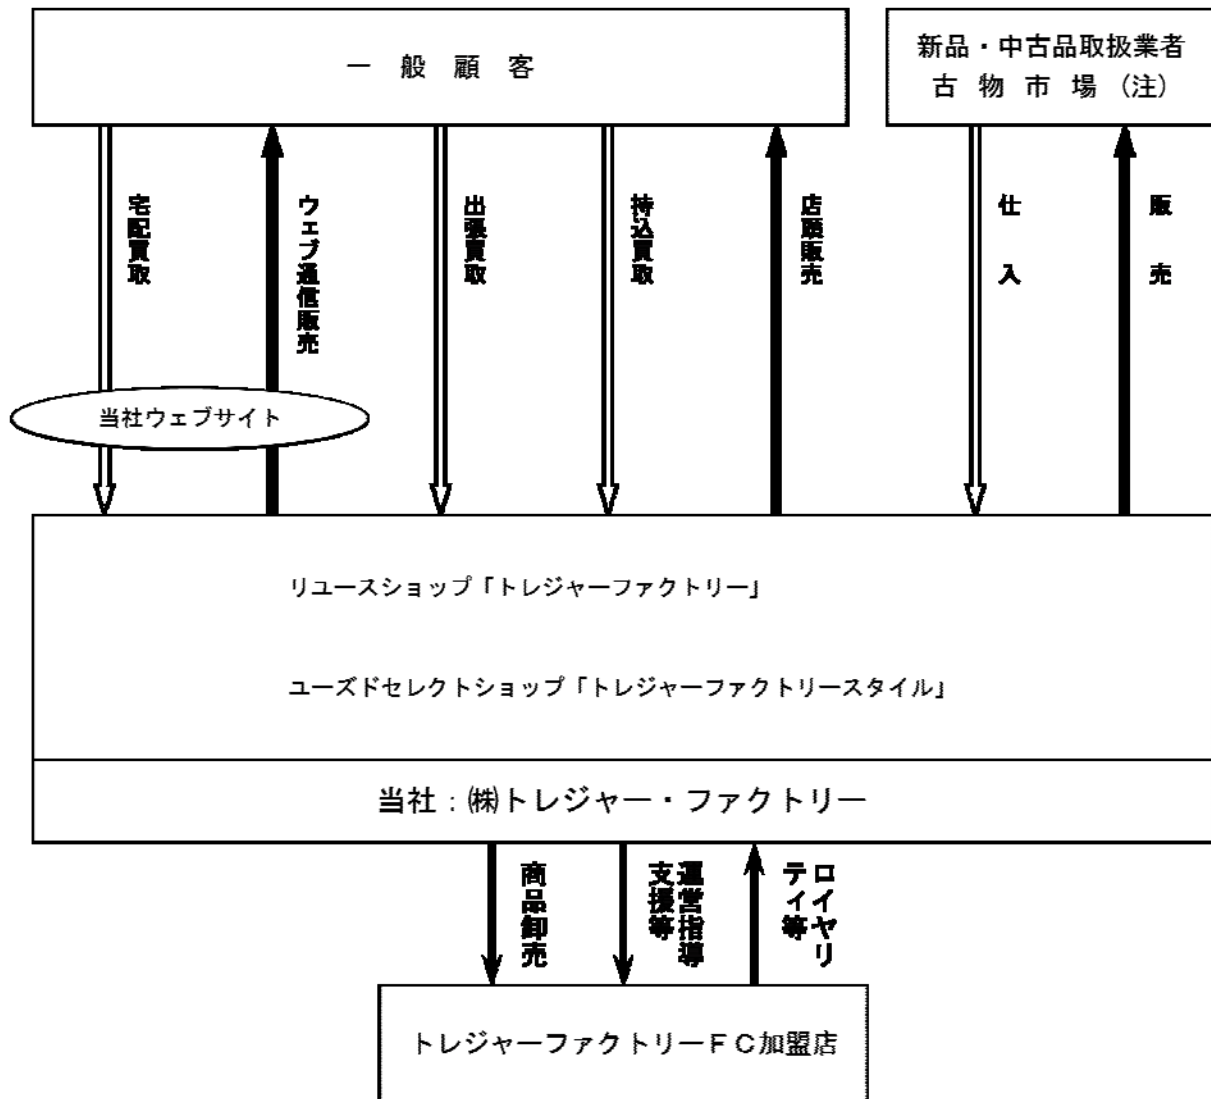 一般顧客
新品・中古品取扱業者
古物市場（注）
宅配買取
ウェブ通信販売
出張買取
持込買取
店頭販売
仕入
販売
当社ウェブサイト
リユースショップ「トレジャーファクトリー」
ユーズドセレクトショップ「トレジャーファクトリースタイル」
当社：㈱トレジャー・ファクトリー
商品卸売
運営指導
支援等
ロイヤリ
ティ等
トレジャーファクトリーＦＣ加盟店